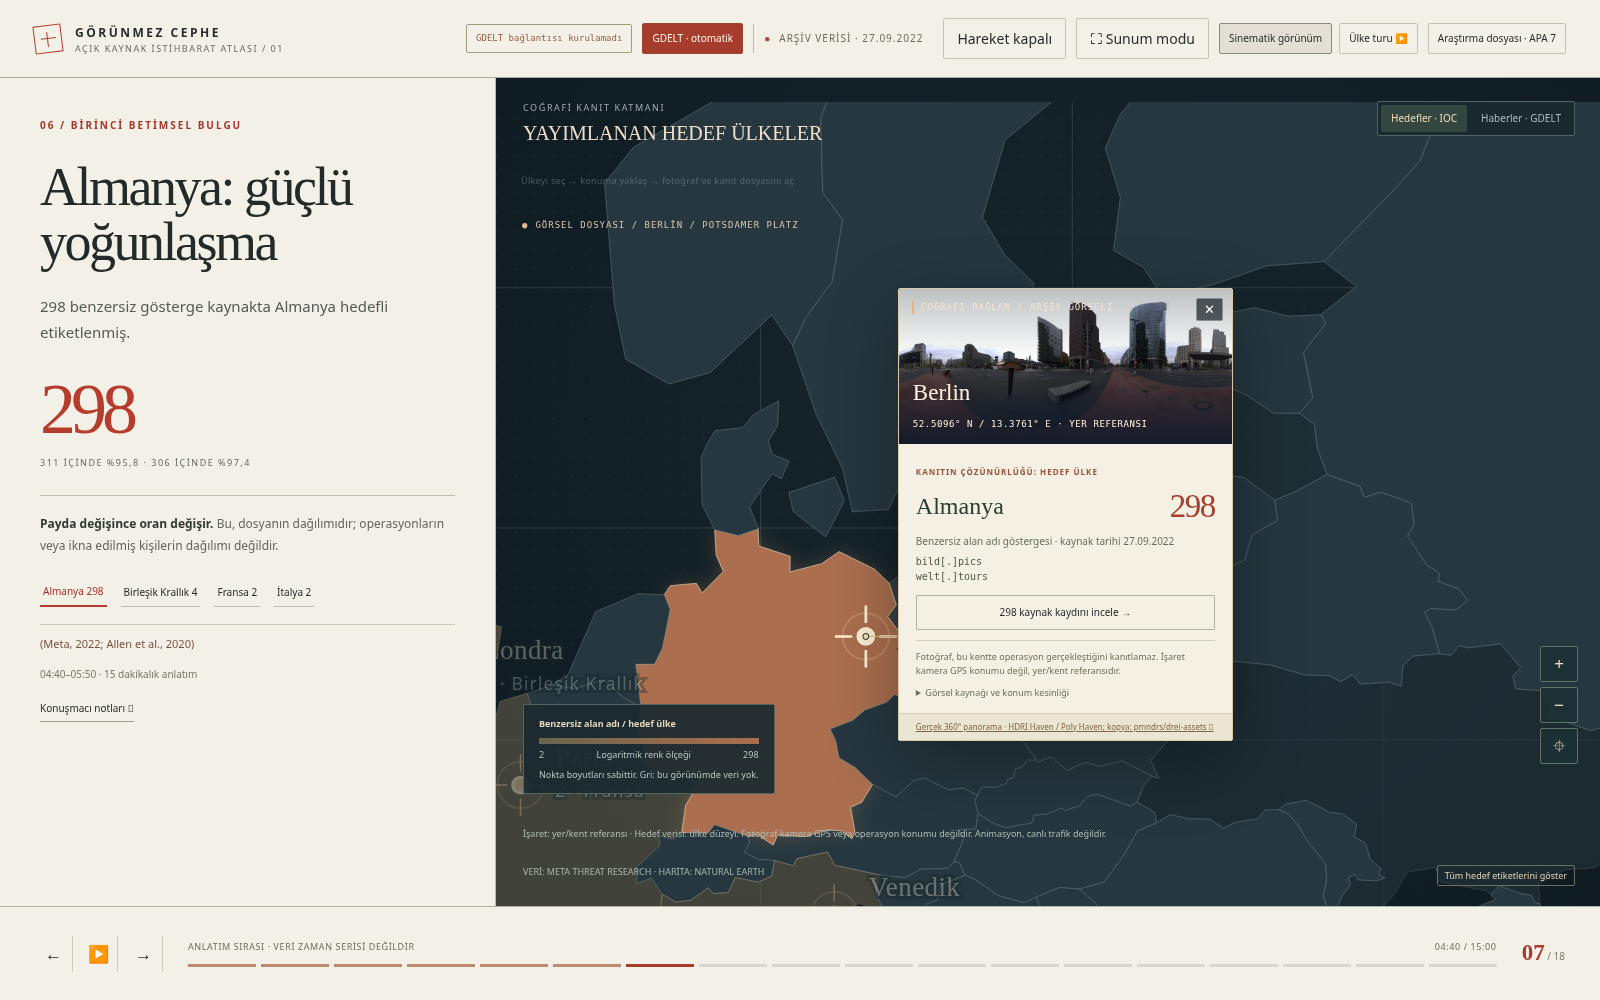 GÖRÜNMEZ CEPHE
AÇIK KAYNAK İSTİHBARAT ATLASI / 01
GDELT bağlantısı kurulamadı
GDELT · otomatik
● ARŞİV VERİSİ · 27.09.2022
Hareket kapalı
⛶ Sunum modu
Sinematik görünüm
Ülke turu ▶
Araştırma dosyası · APA 7
06 / BİRİNCİ BETİMSEL BULGU
Almanya: güçlü
yoğunlaşma
298 benzersiz gösterge kaynakta Almanya hedefli
etiketlenmiş.
298
311 İÇİNDE %95,8 · 306 İÇİNDE %97,4
Payda değişince oran değişir. Bu, dosyanın dağılımıdır; operasyonların
veya ikna edilmiş kişilerin dağılımı değildir.
Almanya 298
Birleşik Krallık 4
Fransa 2
İtalya 2
(Meta, 2022; Allen et al., 2020)
04:40–05:50 · 15 dakikalık anlatım
Konuşmacı notları
COĞRAFİ KANIT KATMANI
YAYIMLANAN HEDEF ÜLKELER
Ülkeyi seç → konuma yaklaş → fotoğraf ve kanıt dosyasını aç
● GÖRSEL DOSYASI / BERLİN / POTSDAMER PLATZ
Hedefler · IOC
Haberler · GDELT
COĞRAFİ BAĞLAM / ARŞİV GÖRSELİ
✕
Berlin
52.5096° N / 13.3761° E · YER REFERANSI
KANITIN ÇÖZÜNÜRLÜĞÜ: HEDEF ÜLKE
Almanya
298
Benzersiz alan adı göstergesi · kaynak tarihi 27.09.2022
bild[.]pics
welt[.]tours
298 kaynak kaydını incele →
Fotoğraf, bu kentte operasyon gerçekleştiğini kanıtlamaz. İşaret
kamera GPS konumu değil, yer/kent referansıdır.
▶ Görsel kaynağı ve konum kesinliği
Gerçek 360° panorama · HDRI Haven / Poly Haven; kopya: pmndrs/drei-assets
ondra
· Birleşik Krallık
Benzersiz alan adı / hedef ülke
2
Logaritmik renk ölçeği
298
Nokta boyutları sabittir. Gri: bu görünümde veri yok.
2 · Fransa
İşaret: yer/kent referansı · Hedef verisi: ülke düzeyi. Fotoğraf kamera GPS veya operasyon konumu değildir. Animasyon, canlı trafik değildir.
VERİ: META THREAT RESEARCH · HARİTA: NATURAL EARTH
Venedik
+
−
Tüm hedef etiketlerini göster
← ▶ →
ANLATIM SIRASI · VERİ ZAMAN SERİSİ DEĞİLDİR
04:40 / 15:00
07 / 18